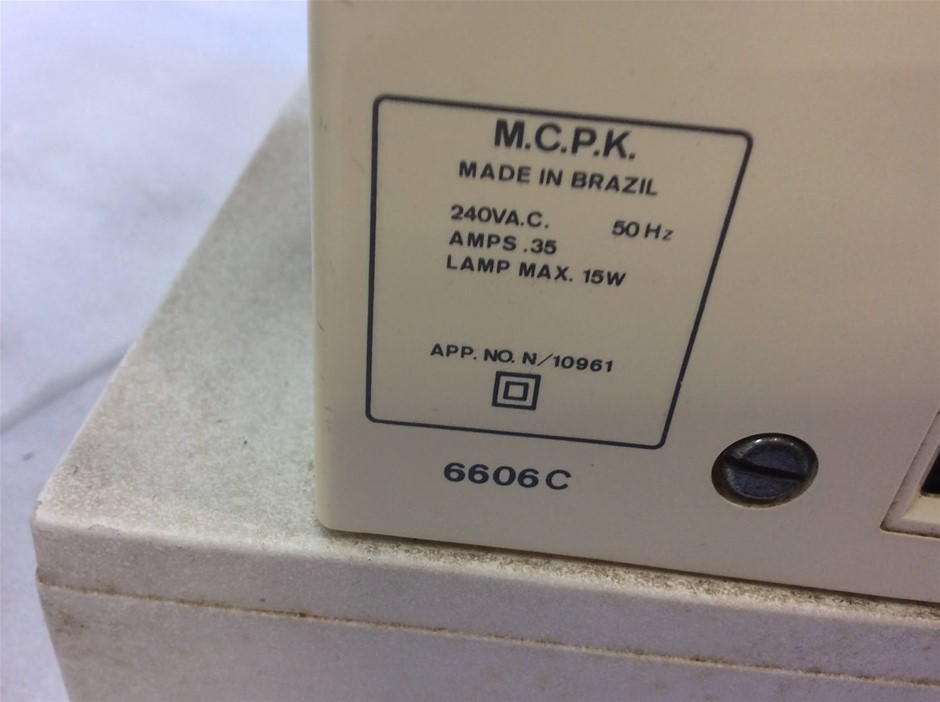 M.C.P.K.
MADE IN BRAZIL
240VA.C. 50 Hz
AMPS .35
LAMP MAX. 15W
APP. NO. N/10961
6606C